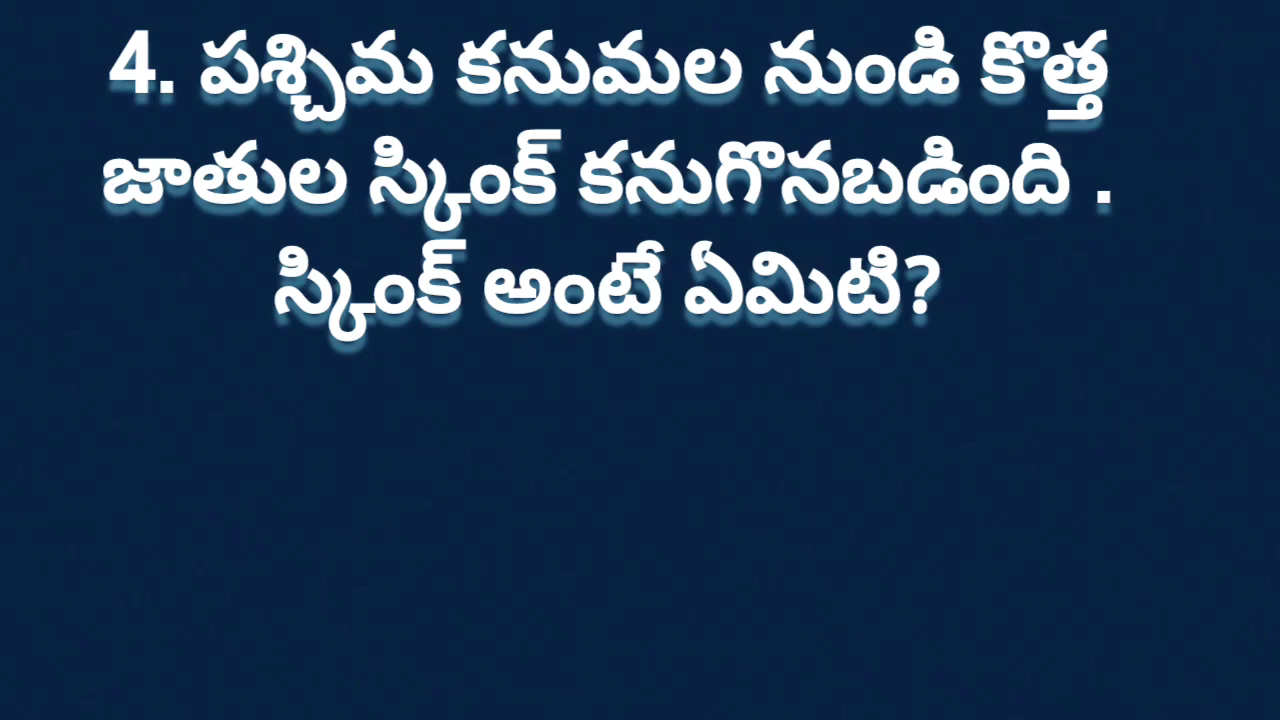 4. పశ్చిమ కనుమల నుండి కొత్త
జాతుల స్కింక్ కనుగొనబడింది .
స్కింక్ అంటే ఏమిటి?